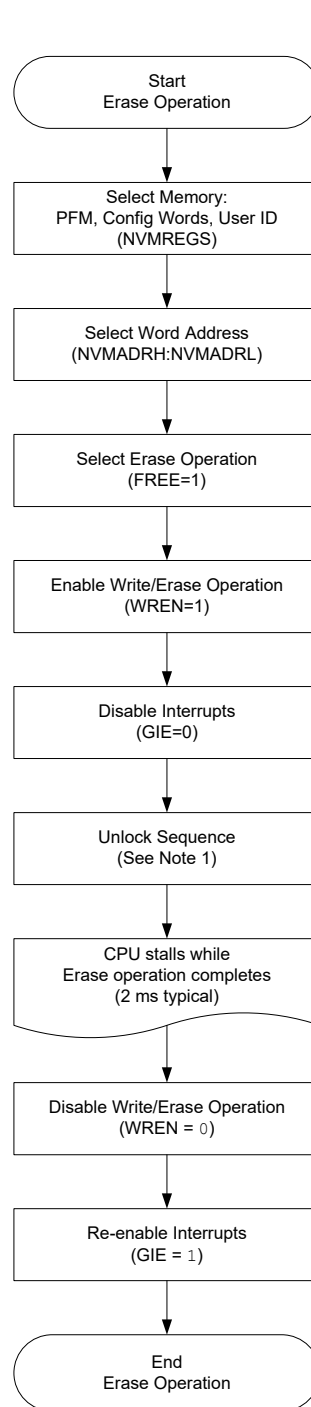 Start
Erase Operation
Select Memory:
PFM, Config Words, User ID
(NVMREGS)
Select Word Address
(NVMADRH:NVMADRL)
Select Erase Operation
(FREE=1)
Enable Write/Erase Operation
(WREN=1)
Disable Interrupts
(GIE=0)
Unlock Sequence
(See Note 1)
CPU stalls while
Erase operation completes
(2 ms typical)
Disable Write/Erase Operation
(WREN = 0)
Re-enable Interrupts
(GIE = 1)
End
Erase Operation